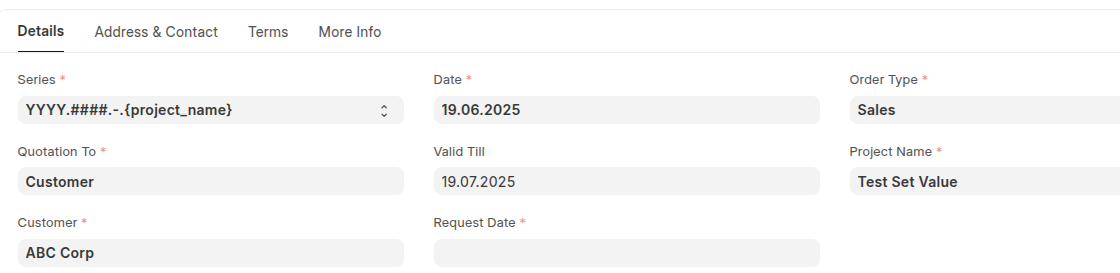 Details Address & Contact Terms More Info
Series * Date * Order Type *
YYYY.####.-.{project_name} 19.06.2025 Sales
Quotation To * Valid Till Project Name *
Customer 19.07.2025 Test Set Value
Customer * Request Date *
ABC Corp